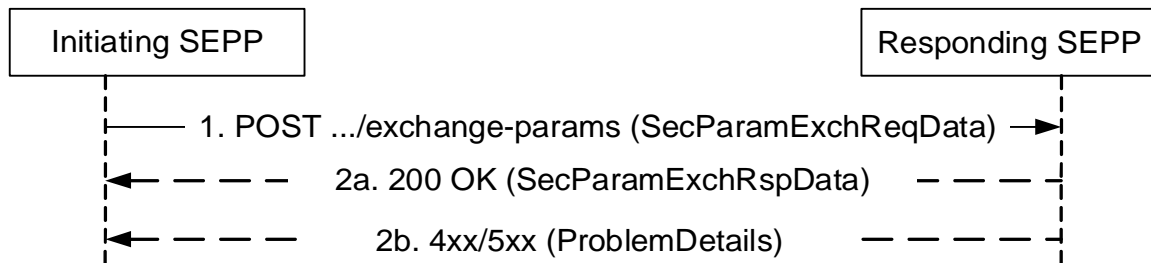 Initiating SEPP
Responding SEPP
1. POST .../exchange-params (SecParamExchReqData)
2a. 200 OK (SecParamExchRspData)
2b. 4xx/5xx (ProblemDetails)